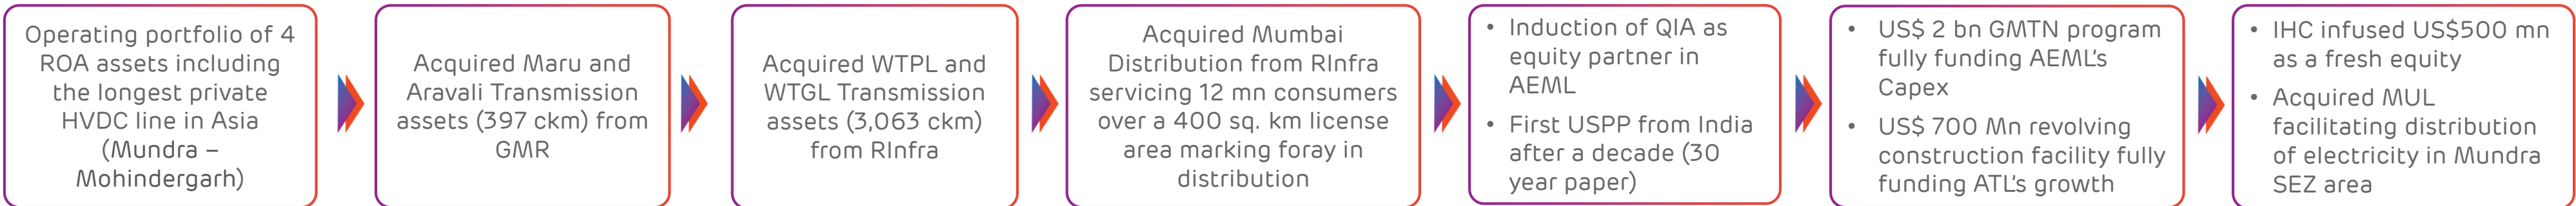 Operating portfolio of 4
ROA assets including
the longest private
HVDC line in Asia
(Mundra –
Mohindergarh)
Acquired Maru and
Aravali Transmission
assets (397 ckm) from
GMR
Acquired WTPL and
WTGL Transmission
assets (3,063 ckm)
from RInfra
Acquired Mumbai
Distribution from RInfra
servicing 12 mn consumers
over a 400 sq. km license
area marking foray in
distribution
• Induction of QIA as
equity partner in
AEML
• First USPP from India
after a decade (30
year paper)
• US$ 2 bn GMTN program
fully funding AEML's
Capex
• US$ 700 Mn revolving
construction facility fully
funding ATL's growth
• IHC infused US$500 mn
as a fresh equity
• Acquired MUL
facilitating distribution
of electricity in Mundra
SEZ area